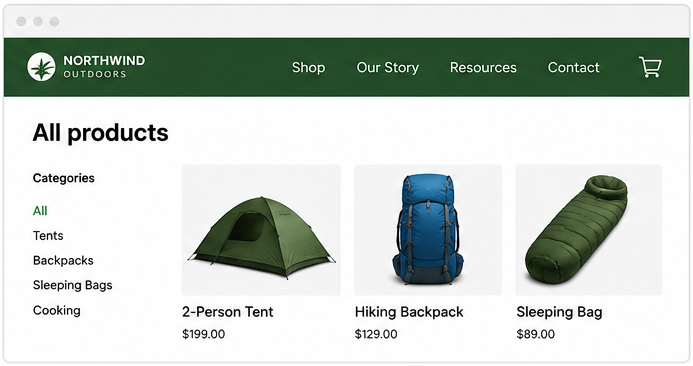 NORTHWIND
OUTDOORS
Shop
Our Story
Resources
Contact
All products
Categories
All
Tents
Backpacks
Sleeping Bags
Cooking
2-Person Tent
$199.00
Hiking Backpack
$129.00
Sleeping Bag
$89.00